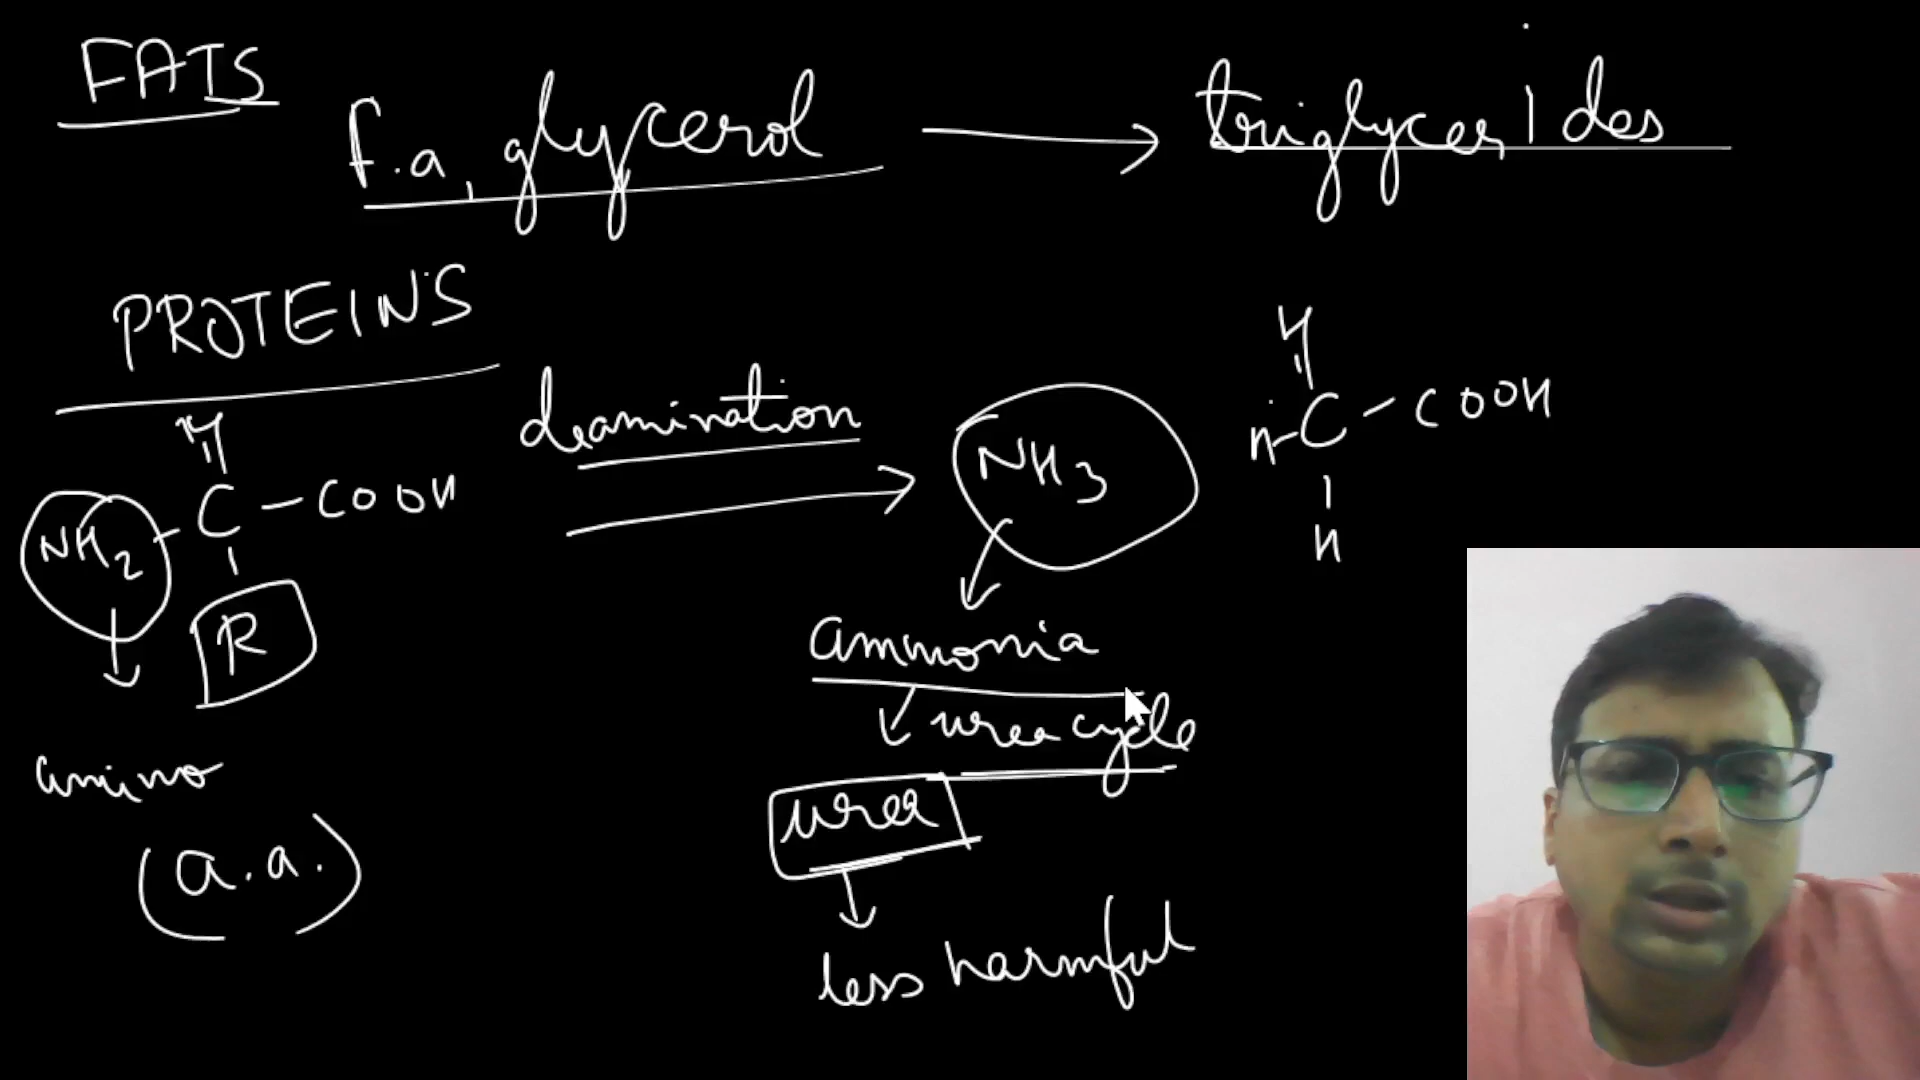 FATS
f.a, glycerol → triglycerides
PROTEINS
H
NH2 - C - COOH
R
amino
(a.a.)
deamination
NH3
ammonia
urea cycle
urea
less harmful
C - COOH
H